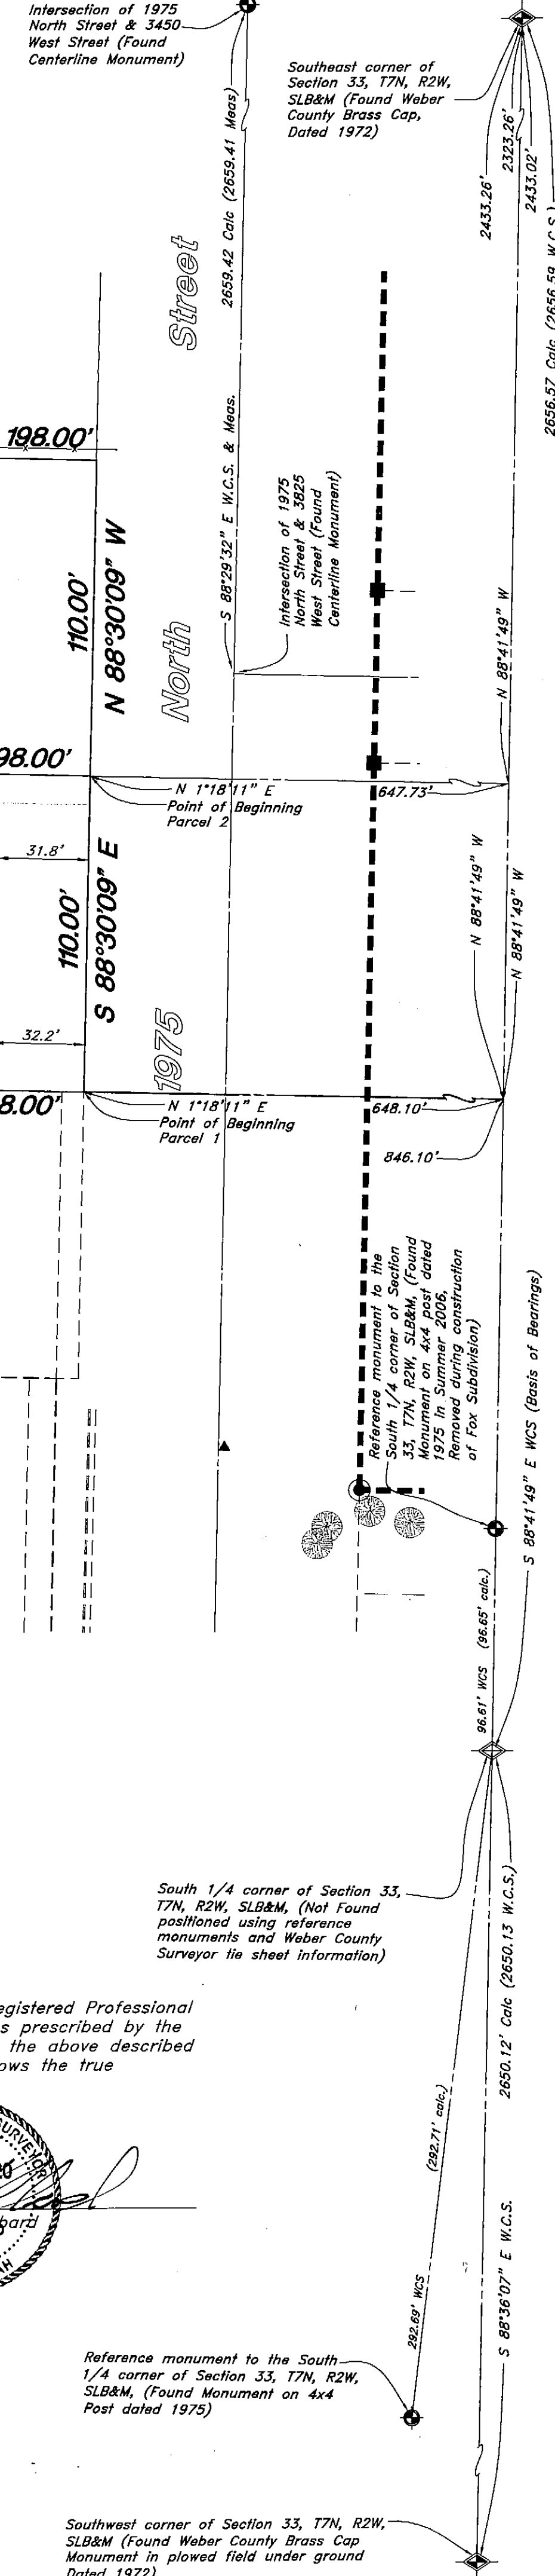 Intersection of 1975
North Street & 3450
West Street (Found
Centerline Monument)
Southeast corner of
Section 33, T7N, R2W,
SLB&M (Found Weber
County Brass Cap,
Dated 1972)
2433.26'
2323.26'
2433.02'
2656.57 Calc (2656.59 W.C.S.)
2659.42 Calc (2659.41 Meas)
Street
198.00'
S 88°29'32" E W.C.S. & Meas.
Intersection of 1975
North Street & 3825
West Street (Found
Centerline Monument)
110.00'
N 88°30'09" W
North
N 88°41'49" W
98.00'
N 1°18'11" E
Point of Beginning
Parcel 2
647.73'
31.8'
110.00'
S 88°30'09" E
N 88°41'49" W
N 88°41'49" W
32.2'
1975
8.00'
N 1°18'11" E
Point of Beginning
Parcel 1
648.10'
846.10'
Reference monument to the
South 1/4 corner of Section
33, T7N, R2W, SLB&M, (Found
Monument on 4x4 post dated
1975 In Summer 2006,
Removed during construction
of Fox Subdivision)
S 88°41'49" E WCS (Basis of Bearings)
96.61' WCS (96.65' calc.)
South 1/4 corner of Section 33,
T7N, R2W, SLB&M, (Not Found
positioned using reference
monuments and Weber County
Surveyor tie sheet information)
2650.12' Calc (2650.13 W.C.S.)
egistered Professional
s prescribed by the
the above described
ows the true
SURVEYOR
bard
AH
292.69' WCS (292.71' calc.)
S 88°36'07" E W.C.S.
Reference monument to the South
1/4 corner of Section 33, T7N, R2W,
SLB&M, (Found Monument on 4x4
Post dated 1975)
Southwest corner of Section 33, T7N, R2W,
SLB&M (Found Weber County Brass Cap
Monument in plowed field under ground
Dated 1972)